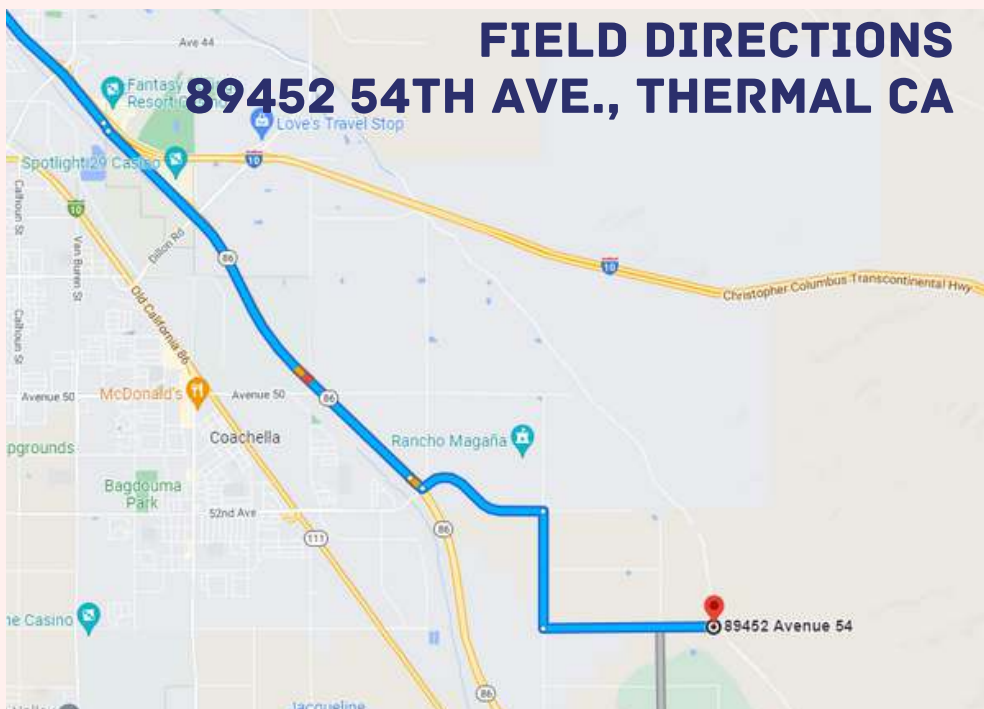 FIELD DIRECTIONS
89452 54TH AVE., THERMAL CA
Ave 44
Fantasy
Resort
Love's Travel Stop
Spotlight 29 Casino
10
10
Calhoun St
Van Buren St
Dillon Rd
86
10
Christopher Columbus Transcontinental Hwy
Old California 86
Calhoun St
McDonald's
Avenue 50
Avenue 50
86
Coachella
Rancho Magaña
pgrounds
Bagdouma
Park
52nd Ave
86
111
ne Casino
89452 Avenue 54
86
Jacqueline